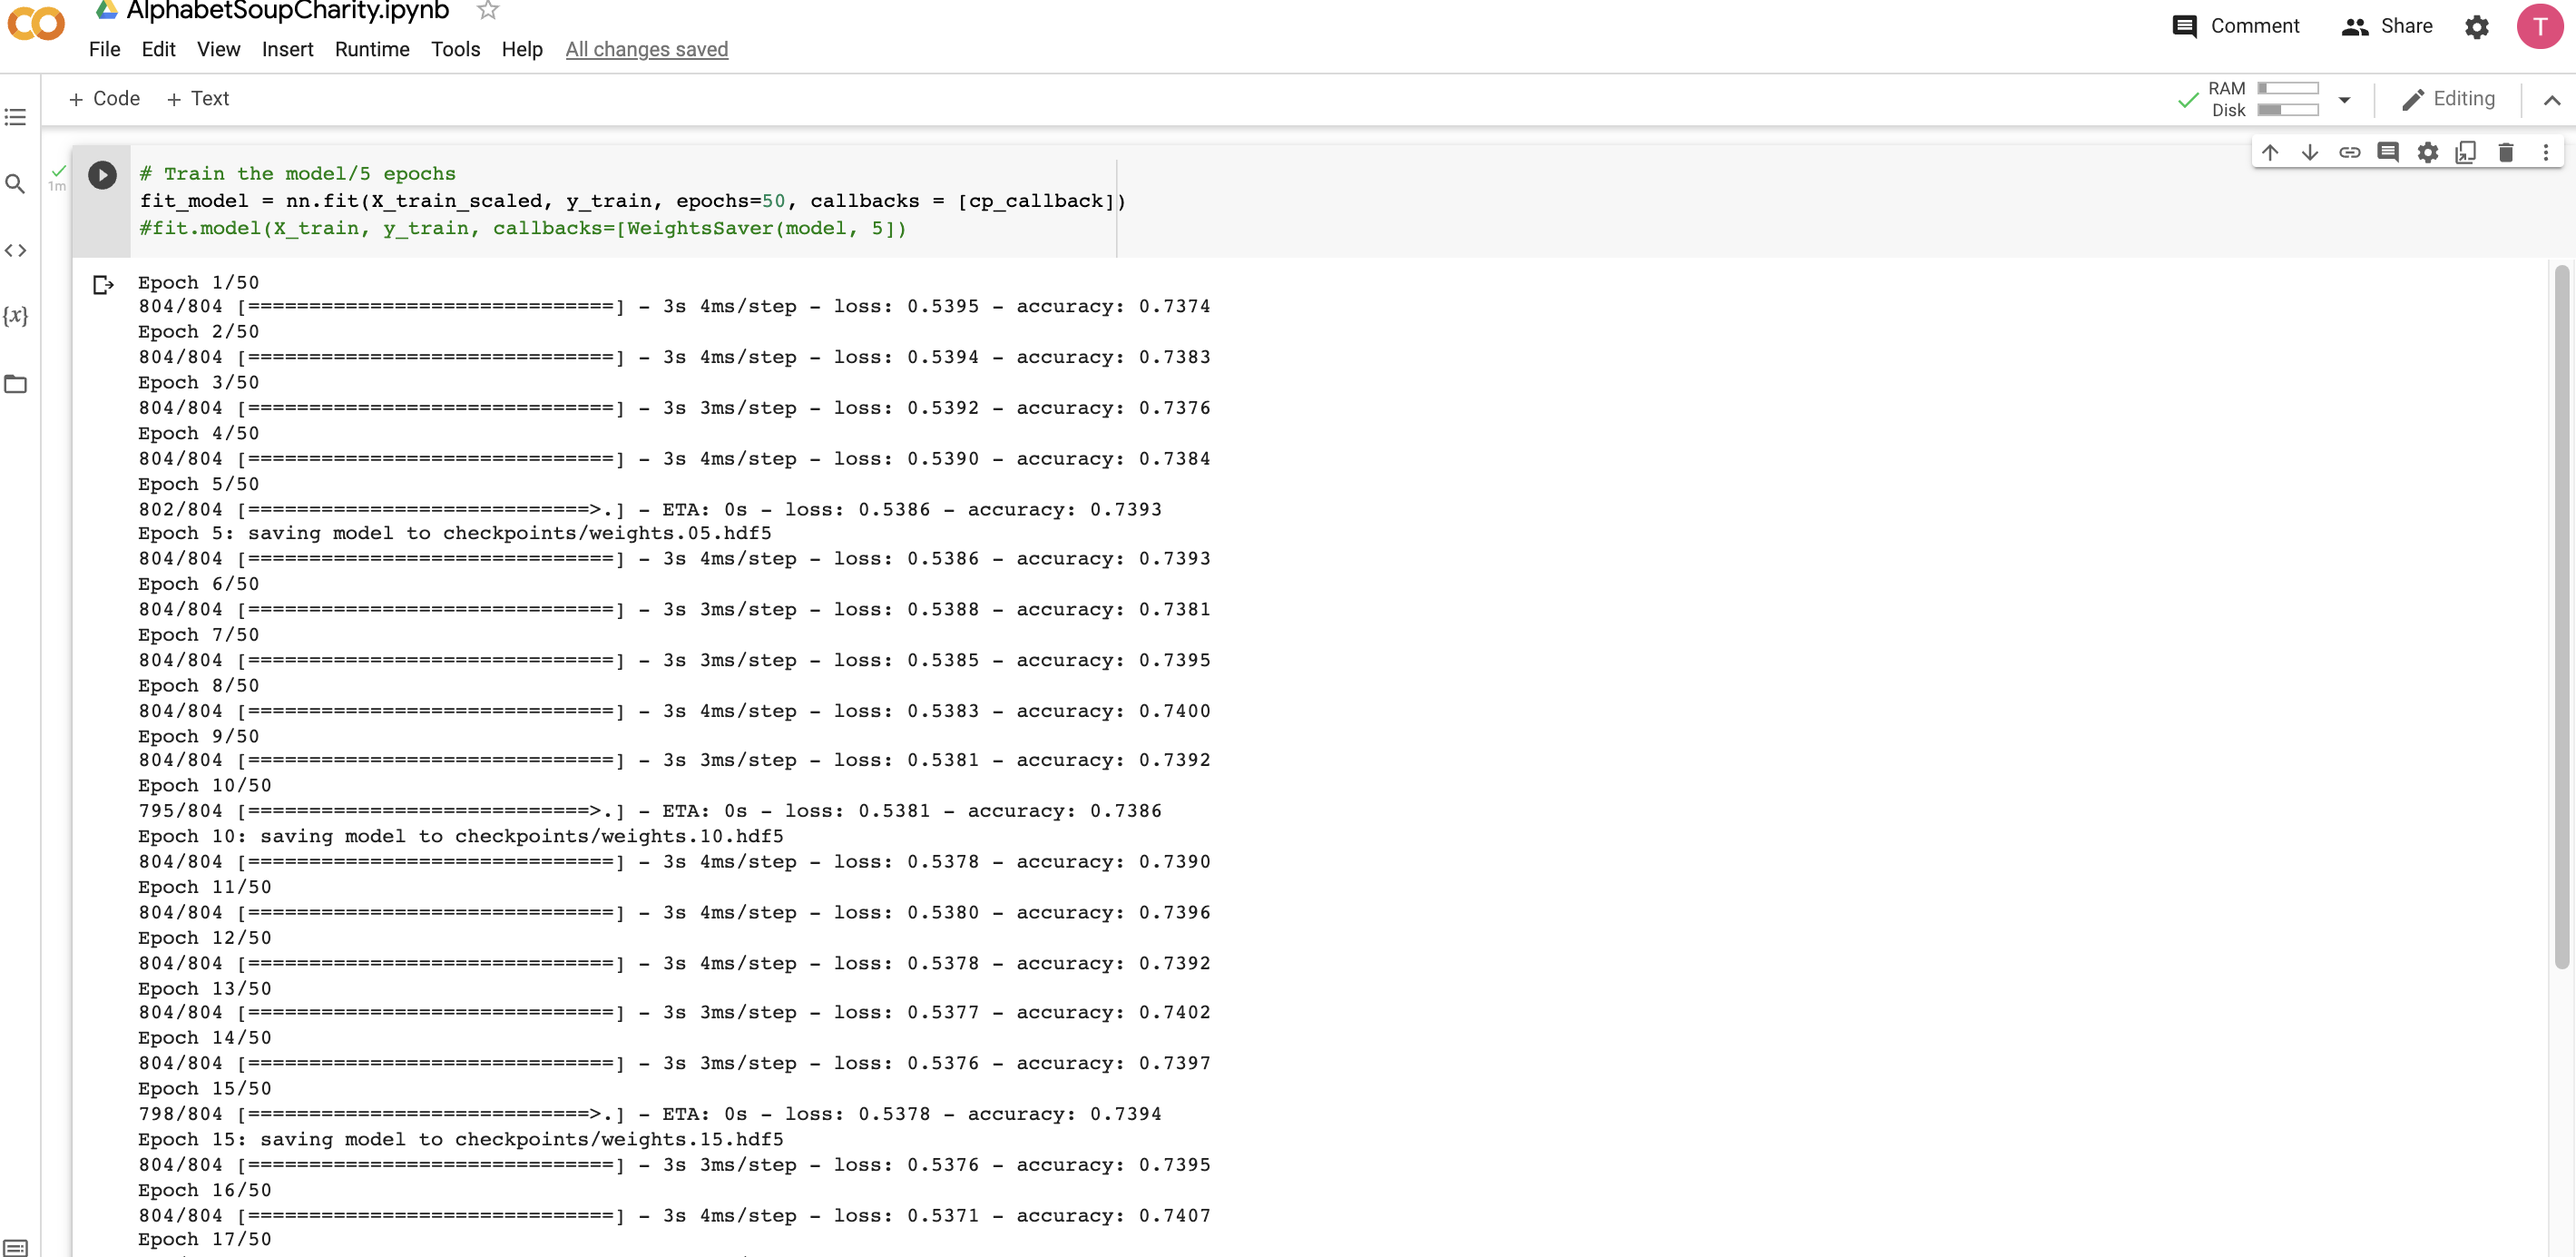 AlphabetSoupCharity.ipynb
File Edit View Insert Runtime Tools Help All changes saved
Comment Share T
+ Code + Text
RAM
Disk
Editing
1m
# Train the model/5 epochs
fit_model = nn.fit(X_train_scaled, y_train, epochs=50, callbacks = [cp_callback])
#fit.model(X_train, y_train, callbacks=[WeightsSaver(model, 5])
{x}
Epoch 1/50
804/804 [==============================] - 3s 4ms/step - loss: 0.5395 - accuracy: 0.7374
Epoch 2/50
804/804 [==============================] - 3s 4ms/step - loss: 0.5394 - accuracy: 0.7383
Epoch 3/50
804/804 [==============================] - 3s 3ms/step - loss: 0.5392 - accuracy: 0.7376
Epoch 4/50
804/804 [==============================] - 3s 4ms/step - loss: 0.5390 - accuracy: 0.7384
Epoch 5/50
802/804 [============================>.] - ETA: 0s - loss: 0.5386 - accuracy: 0.7393
Epoch 5: saving model to checkpoints/weights.05.hdf5
804/804 [==============================] - 3s 4ms/step - loss: 0.5386 - accuracy: 0.7393
Epoch 6/50
804/804 [==============================] - 3s 3ms/step - loss: 0.5388 - accuracy: 0.7381
Epoch 7/50
804/804 [==============================] - 3s 3ms/step - loss: 0.5385 - accuracy: 0.7395
Epoch 8/50
804/804 [==============================] - 3s 4ms/step - loss: 0.5383 - accuracy: 0.7400
Epoch 9/50
804/804 [==============================] - 3s 3ms/step - loss: 0.5381 - accuracy: 0.7392
Epoch 10/50
795/804 [============================>.] - ETA: 0s - loss: 0.5381 - accuracy: 0.7386
Epoch 10: saving model to checkpoints/weights.10.hdf5
804/804 [==============================] - 3s 4ms/step - loss: 0.5378 - accuracy: 0.7390
Epoch 11/50
804/804 [==============================] - 3s 4ms/step - loss: 0.5380 - accuracy: 0.7396
Epoch 12/50
804/804 [==============================] - 3s 4ms/step - loss: 0.5378 - accuracy: 0.7392
Epoch 13/50
804/804 [==============================] - 3s 3ms/step - loss: 0.5377 - accuracy: 0.7402
Epoch 14/50
804/804 [==============================] - 3s 3ms/step - loss: 0.5376 - accuracy: 0.7397
Epoch 15/50
798/804 [============================>.] - ETA: 0s - loss: 0.5378 - accuracy: 0.7394
Epoch 15: saving model to checkpoints/weights.15.hdf5
804/804 [==============================] - 3s 3ms/step - loss: 0.5376 - accuracy: 0.7395
Epoch 16/50
804/804 [==============================] - 3s 4ms/step - loss: 0.5371 - accuracy: 0.7407
Epoch 17/50